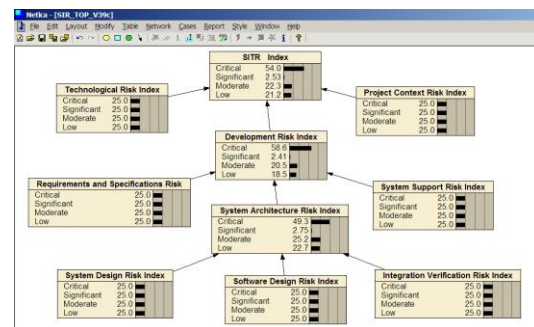 Netika - [SIR_TOP_V39c]
File Edit Layout Modify Table Network Cases Report Style Window Help
SITR Index
Critical 54.0
Significant 2.53
Moderate 22.3
Low 21.2
Technological Risk Index
Critical 25.0
Significant 25.0
Moderate 25.0
Low 25.0
Project Context Risk Index
Critical 25.0
Significant 25.0
Moderate 25.0
Low 25.0
Development Risk Index
Critical 58.6
Significant 2.41
Moderate 20.5
Low 18.5
Requirements and Specifications Risk
Critical 25.0
Significant 25.0
Moderate 25.0
Low 25.0
System Support Risk Index
Critical 25.0
Significant 25.0
Moderate 25.0
Low 25.0
System Architecture Risk Index
Critical 49.3
Significant 2.75
Moderate 25.2
Low 22.7
System Design Risk Index
Critical 25.0
Significant 25.0
Moderate 25.0
Low 25.0
Software Design Risk Index
Critical 25.0
Significant 25.0
Moderate 25.0
Low 25.0
Integration Verification Risk Index
Critical 25.0
Significant 25.0
Moderate 25.0
Low 25.0